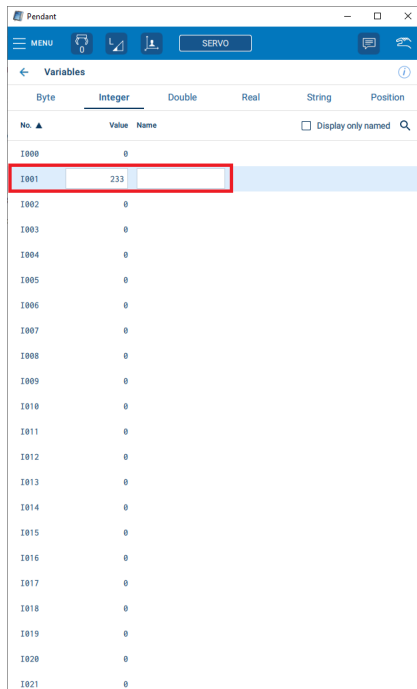 Pendant
MENU 0 L SERVO
Variables
Byte Integer Double Real String Position
No. ▲ Value Name Display only named
I000 0
I001 233
I002 0
I003 0
I004 0
I005 0
I006 0
I007 0
I008 0
I009 0
I010 0
I011 0
I012 0
I013 0
I014 0
I015 0
I016 0
I017 0
I018 0
I019 0
I020 0
I021 0